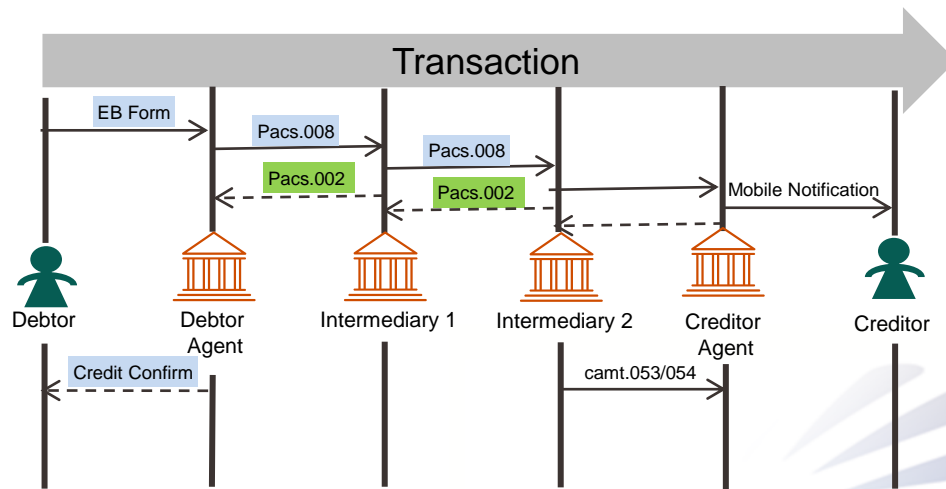 Transaction
EB Form
Pacs.008
Pacs.008
Pacs.002
Pacs.002
Mobile Notification
Debtor
Debtor
Agent
Intermediary 1
Intermediary 2
Creditor
Agent
Creditor
Credit Confirm
camt.053/054